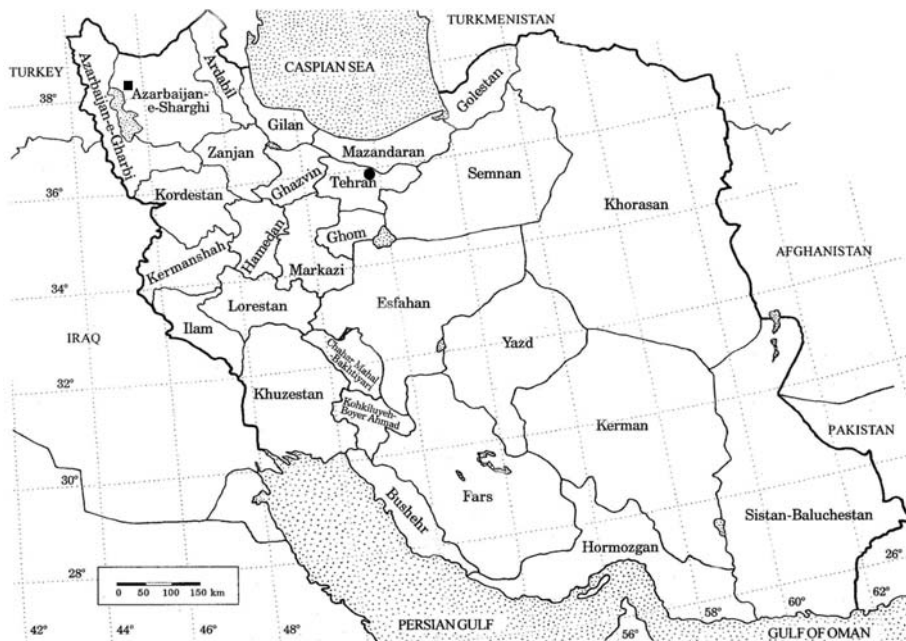 TURKMENISTAN
CASPIAN SEA
TURKEY
38°
Azarbaijan-e-Gharbi
Azarbaijan-
e-Sharghi
Ardabil
Golestan
Gilan
Mazandaran
Zanjan
Ghazvin
Tehran
Semnan
36°
Kordestan
Khorasan
Hamedan
Ghom
Kermanshah
Markazi
AFGHANISTAN
34°
Lorestan
Esfahan
Ilam
IRAQ
Yazd
Chahar Mahal
-Bakhtiyari
32°
Khuzestan
Kohkiluyeh-
Boyer Ahmad
Kerman
PAKISTAN
30°
Bushehr
Fars
Sistan-Baluchestan
Hormozgan
26°
28°
0 50 100 150
km
62°
60°
58°
42°
44°
46°
48°
PERSIAN GULF
56°
GULF OF OMAN